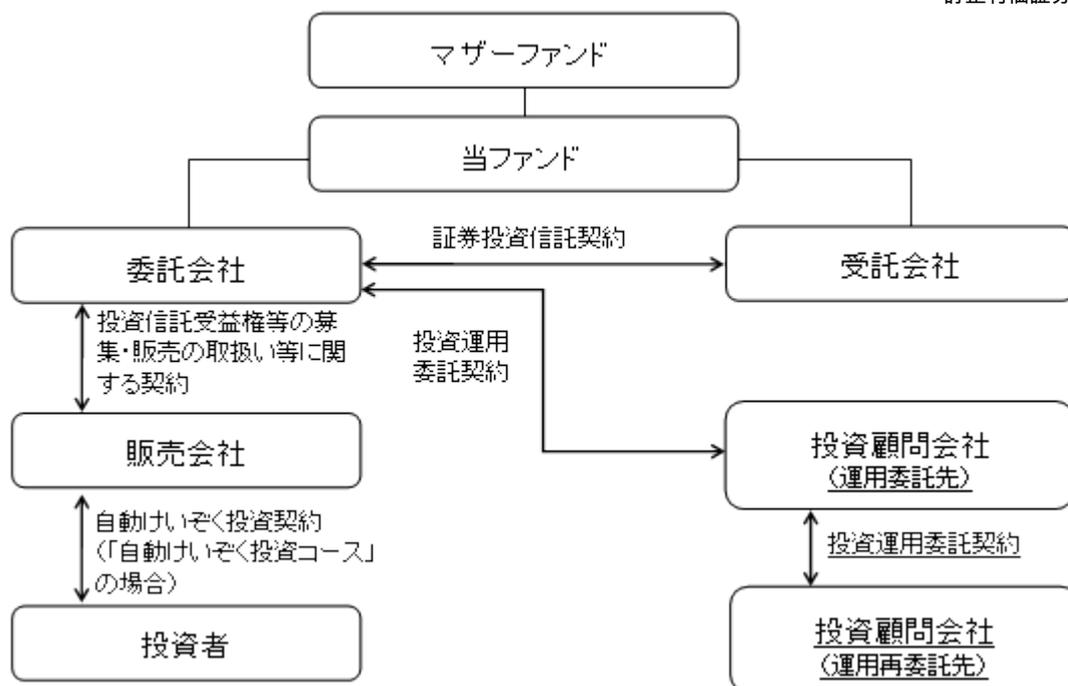 マザーファンド
当ファンド
証券投資信託契約
委託会社
受託会社
投資信託受益権等の募
集・販売の取扱い等に関
する契約
投資運用
委託契約
販売会社
投資顧問会社
（運用委託先）
自動けいぞく投資契約
（「自動けいぞく投資コース」
の場合）
投資運用委託契約
投資者
投資顧問会社
（運用再委託先）